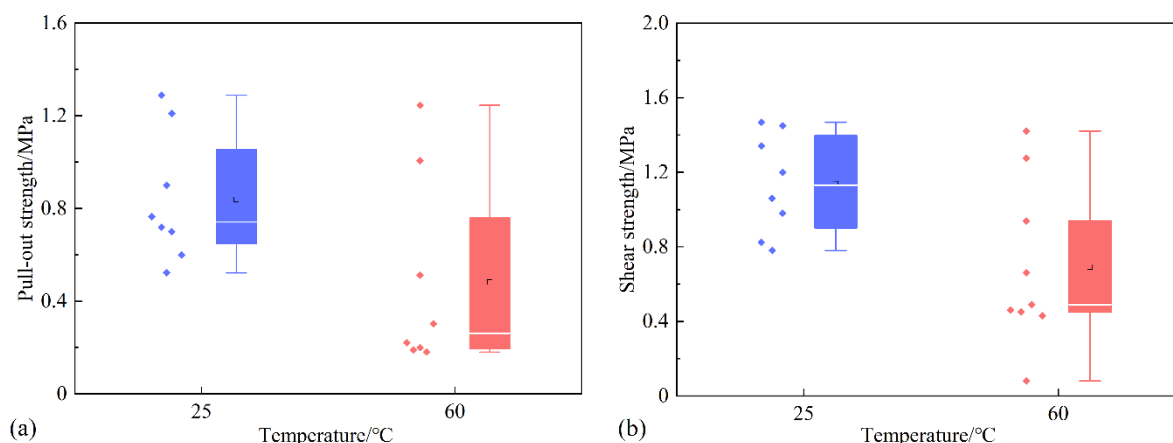 1.6
1.2
0.8
0.4
0
Pull-out strength/MPa
25
60
Temperature/°C
(a)
2.0
1.6
1.2
0.8
0.4
0
Shear strength/MPa
25
60
Temperature/°C
(b)